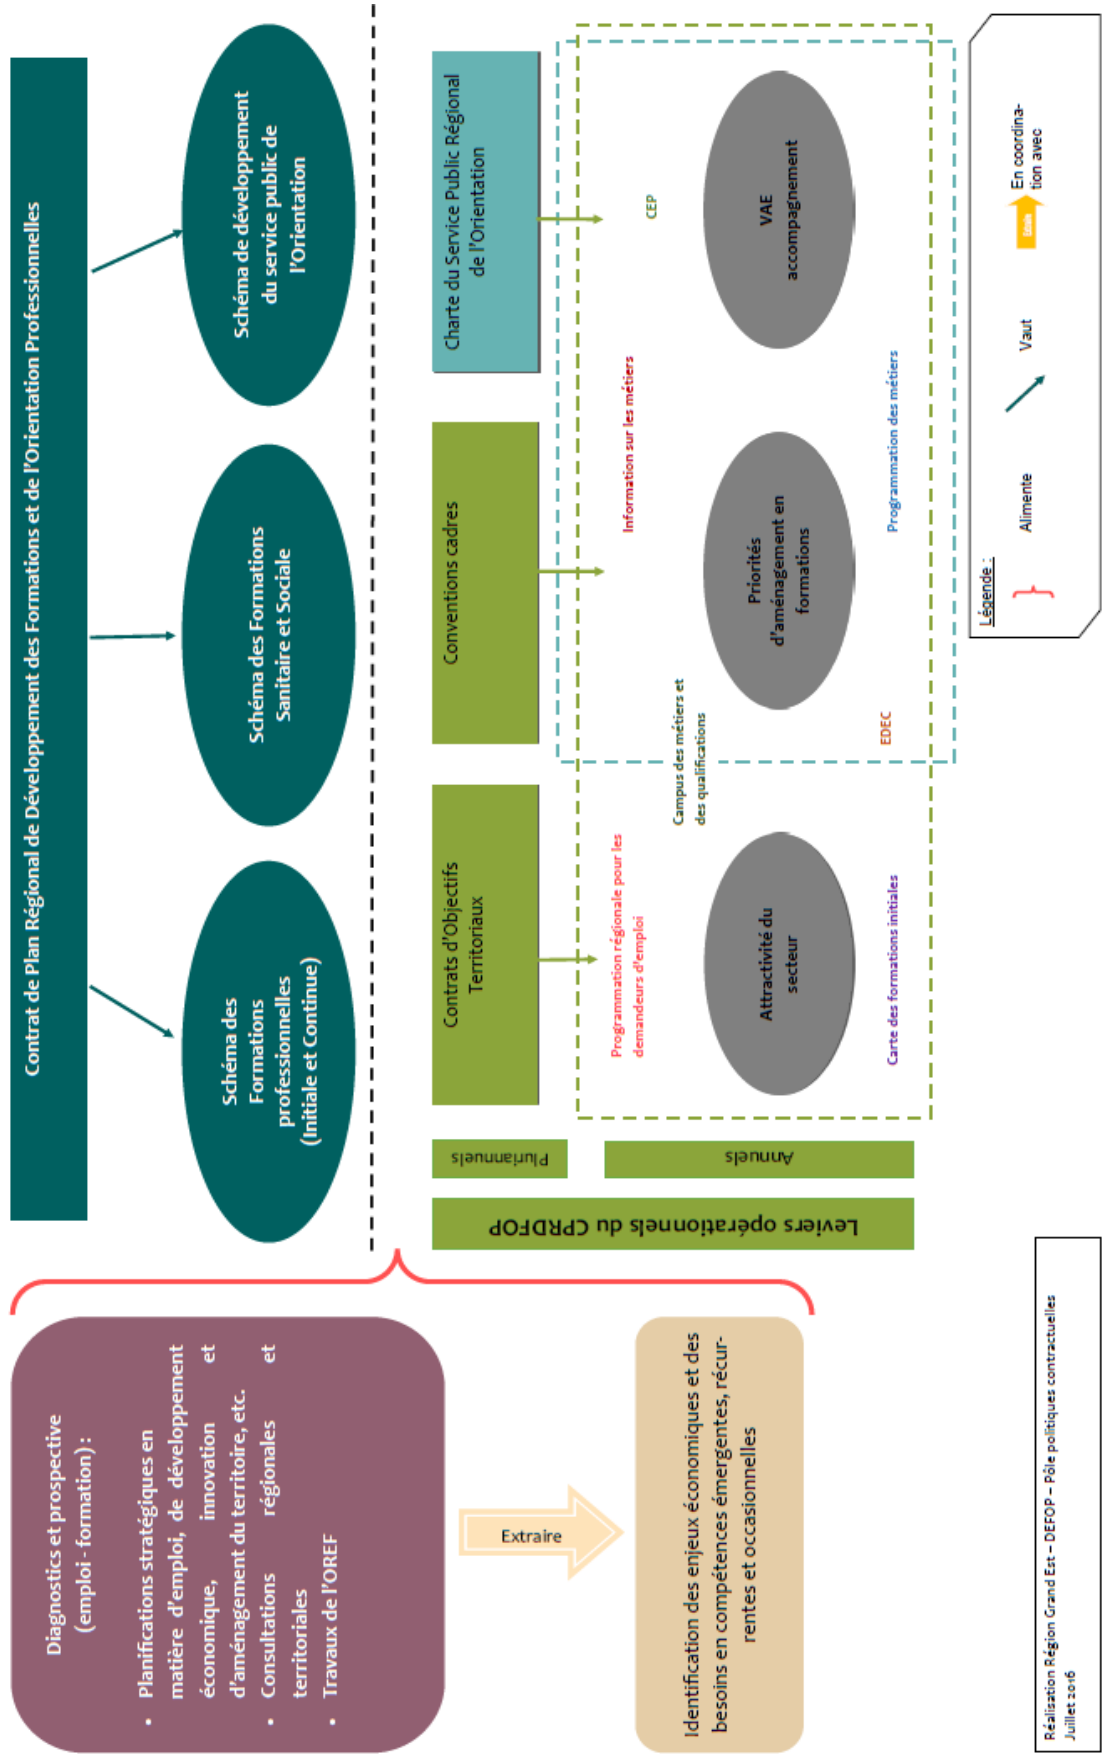 Diagnostics et prospective
(emploi - formation) :
• Planifications stratégiques en
matière d'emploi, de développement
économique, innovation et
d'aménagement du territoire, etc.
• Consultations régionales et
territoriales
• Travaux de l'OREF
Extraire
Identification des enjeux économiques et des
besoins en compétences émergentes, récur-
rentes et occasionnelles
Contrat de Plan Régional de Développement des Formations et de l'Orientation Professionnelles
Schéma des
Formations
professionnelles
(Initiale et Continue)
Schéma des Formations
Sanitaire et Sociale
Schéma de développement
du service public de
l'Orientation
Leviers opérationnels du CPRDFOP
Pluriannuels
Annuels
Contrats d'Objectifs
Territoriaux
Conventions cadres
Charte du Service Public Régional
de l'Orientation
Programmation régionale pour les
demandeurs d'emploi
Information sur les métiers
CEP
Campus des métiers et
des qualifications
Attractivité du
secteur
Priorités
d'aménagement en
formations
VAE
accompagnement
Carte des formations initiales
EDEC
Programmation des métiers
Légende :
Alimente
Vaut
En coordina-
tion avec
Réalisation Région Grand Est – DEFOP – Pôle politiques contractuelles
Juillet 2016